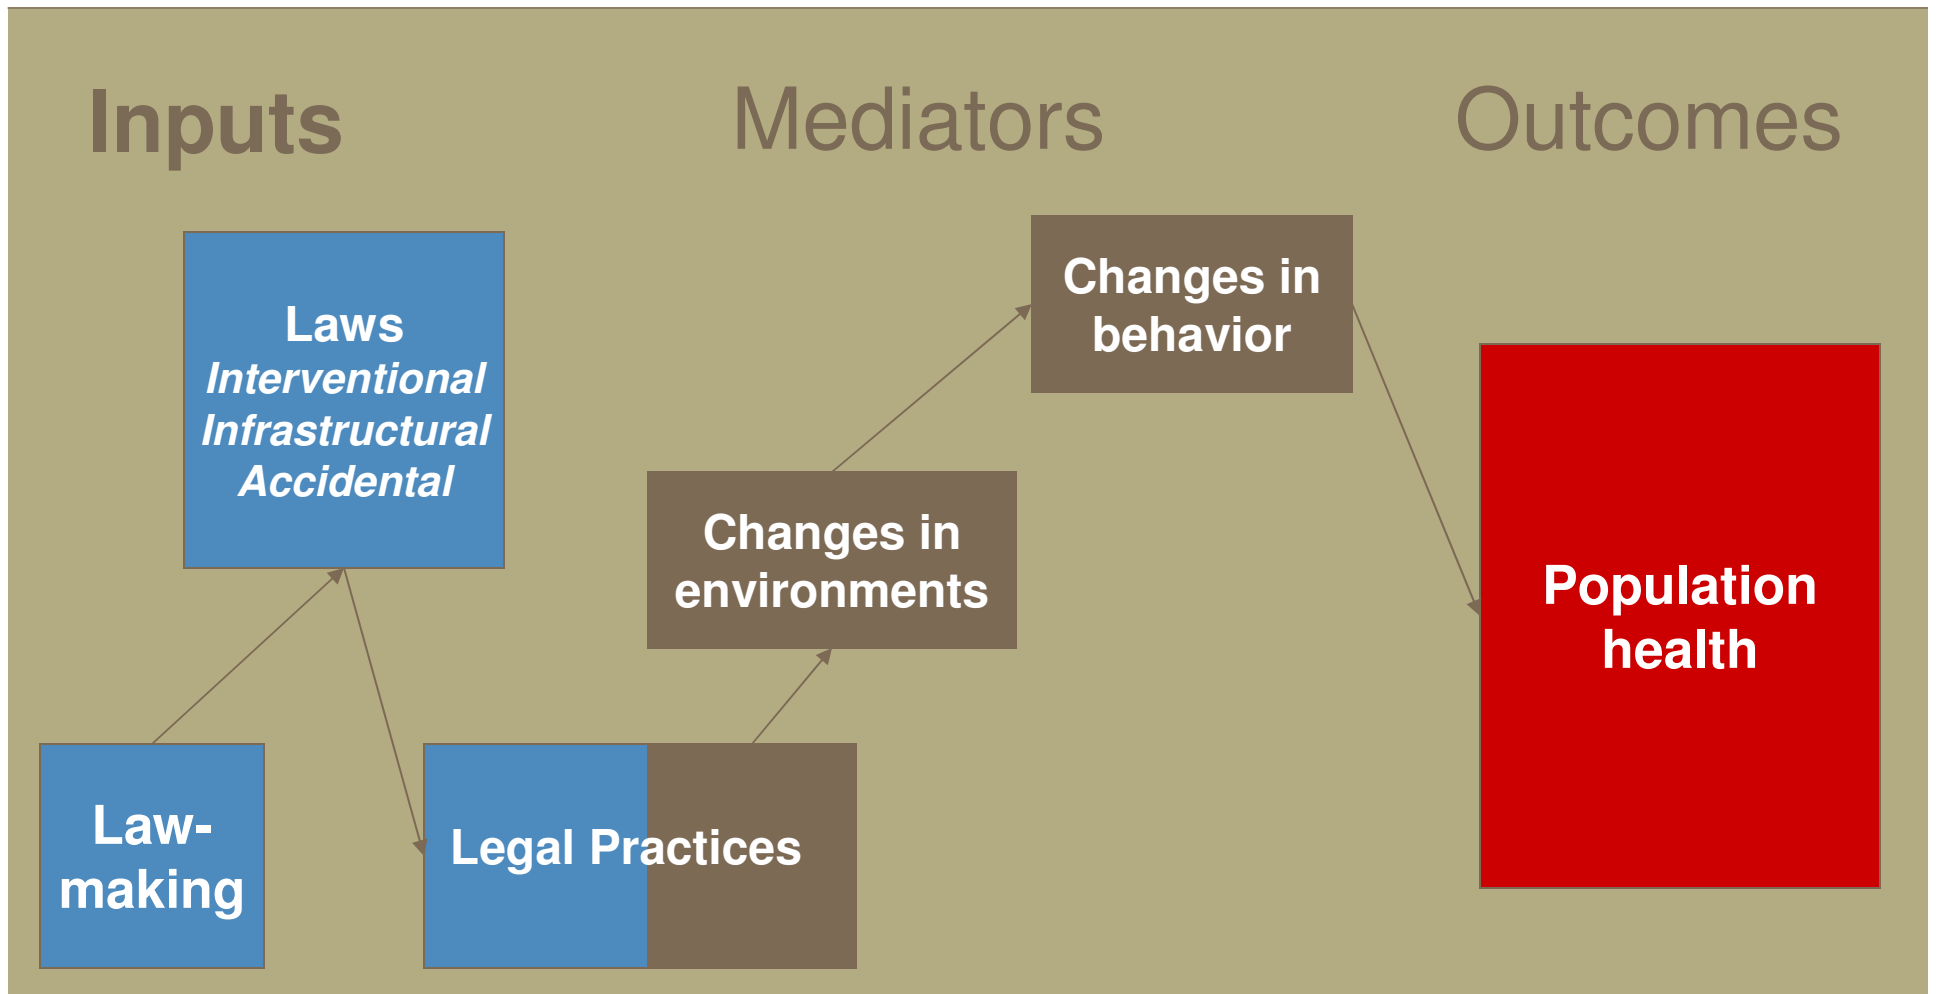 Inputs
Mediators
Outcomes
Laws
Interventional
Infrastructural
Accidental
Changes in
behavior
Changes in
environments
Population
health
Law-
making
Legal Practices